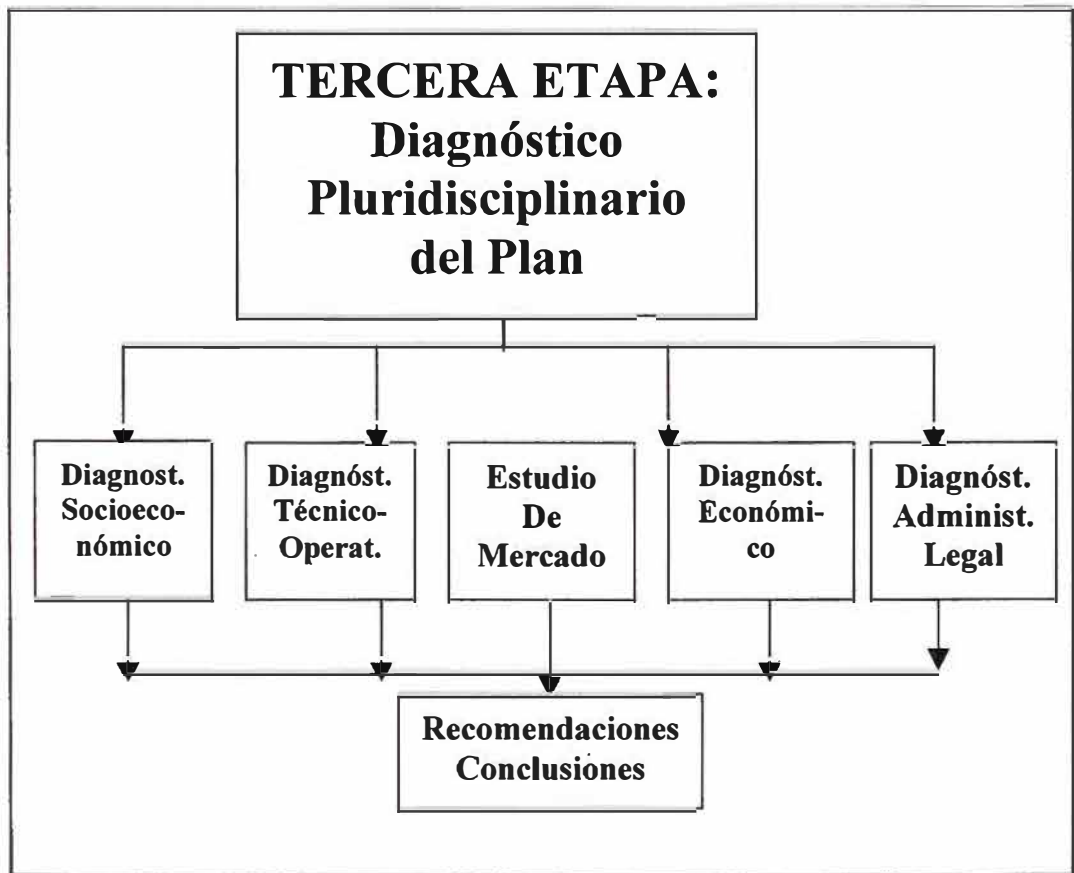 TERCERA ETAPA:
Diagnóstico
Pluridisciplinario
del Plan
Diagnost.
Socioeco-
nómico
Diagnóst.
Técnico-
Operat.
Estudio
De
Mercado
Diagnóst.
Económi-
co
Diagnóst.
Administ.
Legal
Recomendaciones
Conclusiones